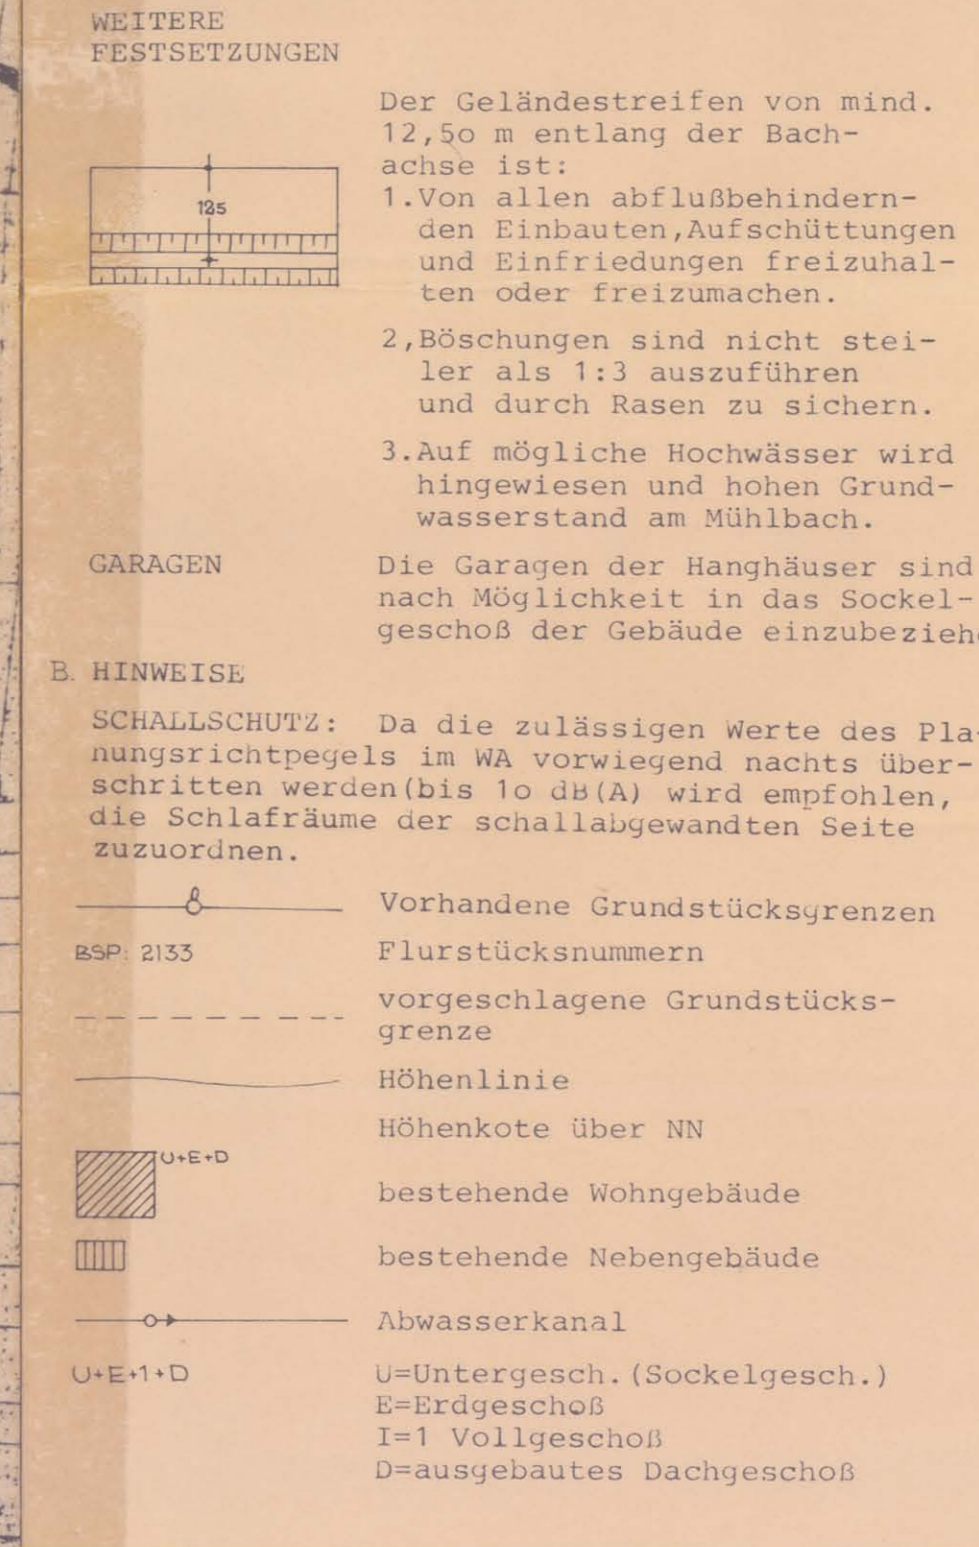 WEITERE
FESTSETZUNGEN
Der Geländestreifen von mind.
12,5o m entlang der Bach-
achse ist:
125
1.Von allen abflußbehindern-
den Einbauten,Aufschüttungen
und Einfriedungen freizuhal-
ten oder freizumachen.
2,Böschungen sind nicht stei-
ler als 1:3 auszuführen
und durch Rasen zu sichern.
3.Auf mögliche Hochwässer wird
hingewiesen und hohen Grund-
wasserstand am Mühlbach.
GARAGEN Die Garagen der Hanghäuser sind
nach Möglichkeit in das Sockel-
geschoß der Gebäude einzubezieh
B. HINWEISE
SCHALLSCHUTZ: Da die zulässigen Werte des Pla-
nungsrichtpegels im WA vorwiegend nachts über-
schritten werden(bis 1o dB(A) wird empfohlen,
die Schlafräume der schallabgewandten Seite
zuzuordnen.
Vorhandene Grundstücksgrenzen
BSP: 2133 Flurstücksnummern
vorgeschlagene Grundstücks-
grenze
Höhenlinie
Höhenkote über NN
U+E+D
bestehende Wohngebäude
bestehende Nebengebäude
Abwasserkanal
U+E+1+D U=Untergesch.(Sockelgesch.)
E=Erdgeschoß
I=1 Vollgeschoß
D=ausgebautes Dachgeschoß